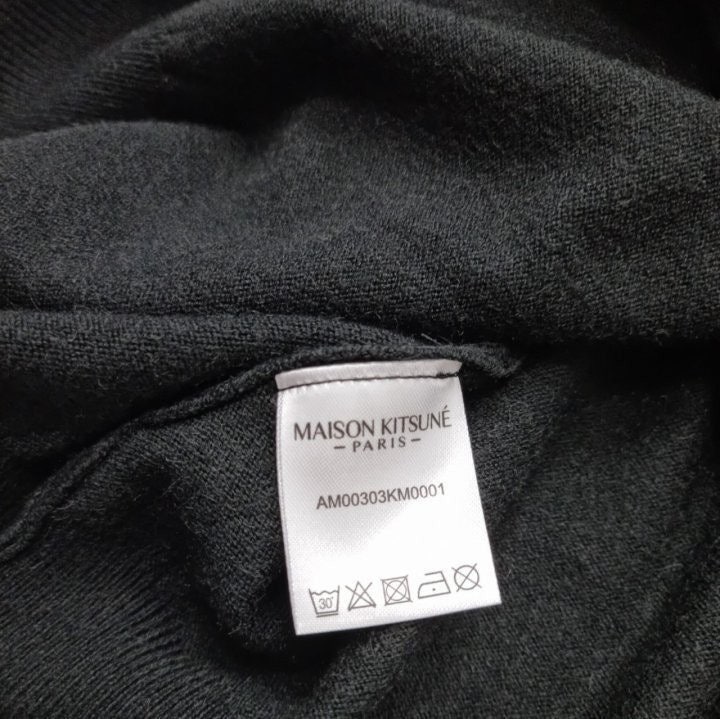 MAISON KITSUNÉ
- PARIS -
AM00303KM0001
30°